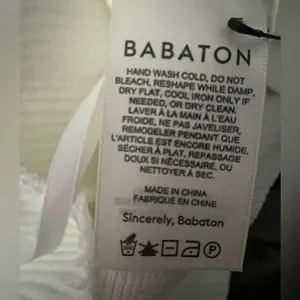 BABATON
HAND WASH COLD, DO NOT
BLEACH, RESHAPE WHILE DAMP,
DRY FLAT, COOL IRON ONLY IF
NEEDED, OR DRY CLEAN.
LAVER À LA MAIN À L'EAU
FROIDE, NE PAS JAVELISER,
REMODELER PENDANT QUE
L'ARTICLE EST ENCORE HUMIDE,
SÉCHER À PLAT, REPASSAGE
DOUX SI NÉCESSAIRE, OU
NETTOYER À SEC.
MADE IN CHINA
FABRIQUÉ EN CHINE
Sincerely, Babaton
P